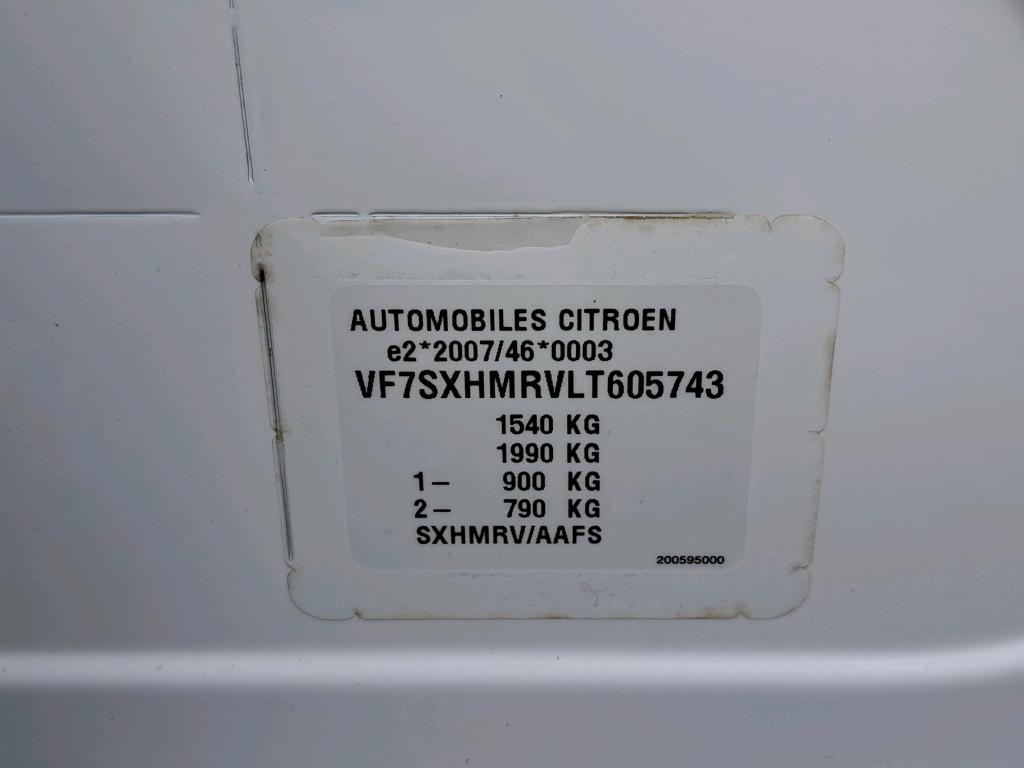 AUTOMOBILES CITROEN
e2*2007/46*0003
VF7SXHMRVLT605743
1540 KG
1990 KG
1– 900 KG
2– 790 KG
SXHMRV/AAFS
200595000